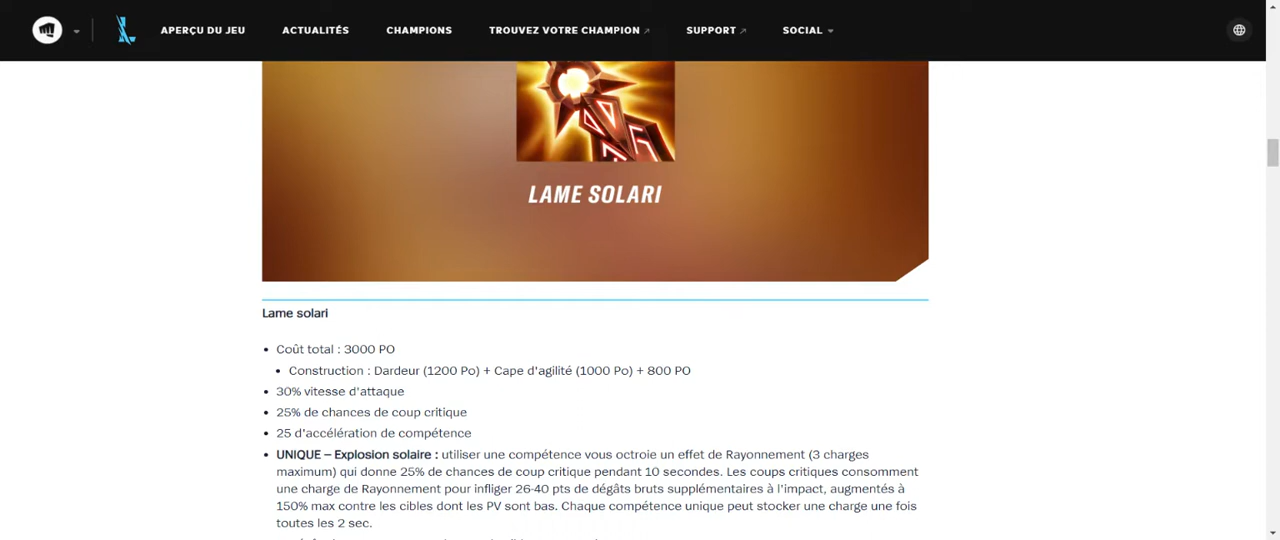 APERÇU DU JEU ACTUALITÉS CHAMPIONS TROUVEZ VOTRE CHAMPION SUPPORT SOCIAL
LAME SOLARI
Lame solari
Coût total : 3000 PO
Construction : Dardeur (1200 Po) + Cape d'agilité (1000 Po) + 800 PO
30% vitesse d'attaque
25% de chances de coup critique
25 d'accélération de compétence
UNIQUE – Explosion solaire : utiliser une compétence vous octroie un effet de Rayonnement (3 charges
maximum) qui donne 25% de chances de coup critique pendant 10 secondes. Les coups critiques consomment
une charge de Rayonnement pour infliger 26-40 pts de dégâts bruts supplémentaires à l'impact, augmentés à
150% max contre les cibles dont les PV sont bas. Chaque compétence unique peut stocker une charge une fois
toutes les 2 sec.